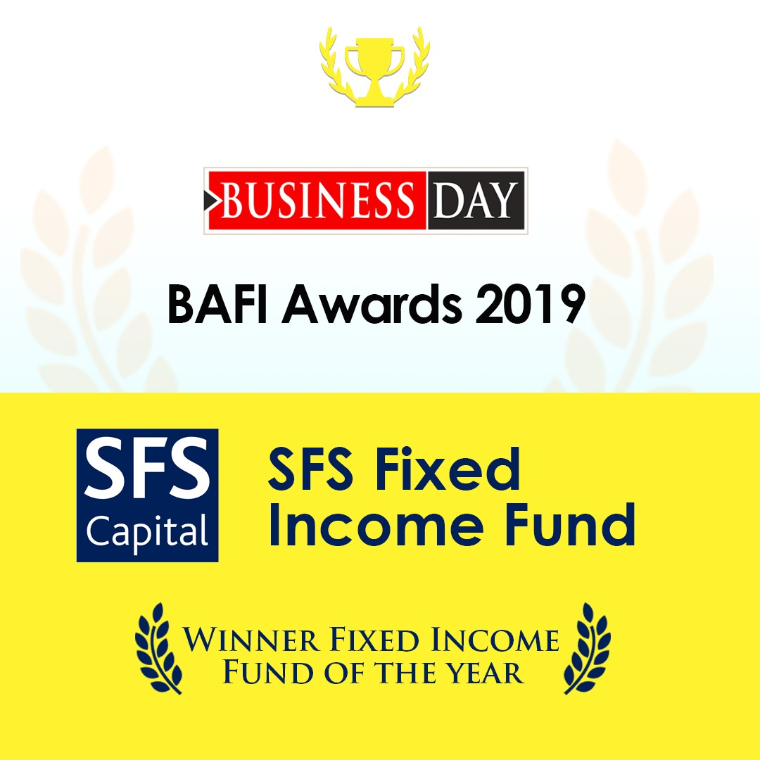 BUSINESS DAY
BAFI Awards 2019
SFS
Capital
SFS Fixed
Income Fund
WINNER FIXED INCOME
FUND OF THE YEAR